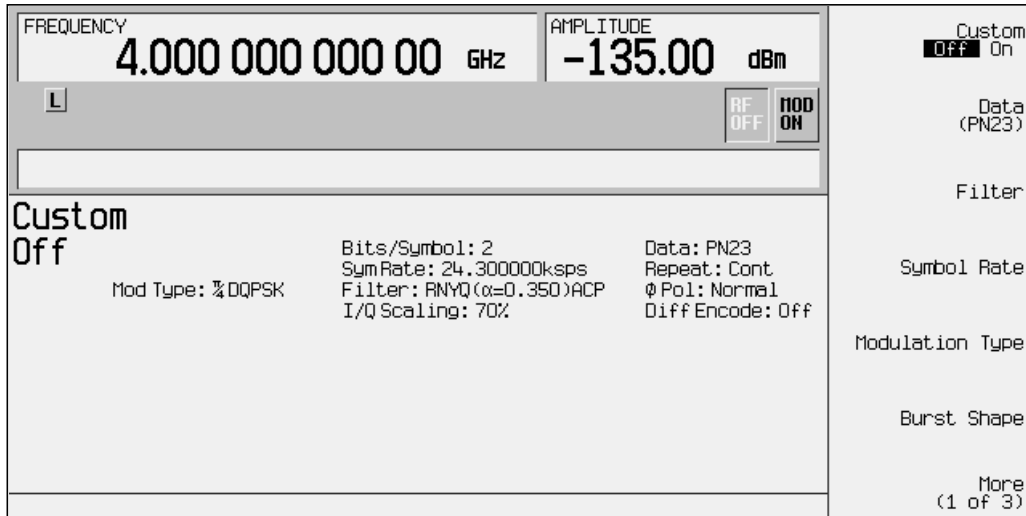 FREQUENCY
4.000 000 000 00 GHz
AMPLITUDE
-135.00 dBm
L
RF
OFF
MOD
ON
Custom
Off
Mod Type: π/4 DQPSK
Bits/Symbol: 2
Sym Rate: 24.300000ksps
Filter: RNYQ(α=0.350)ACP
I/Q Scaling: 70%
Data: PN23
Repeat: Cont
Φ Pol: Normal
Diff Encode: Off
Custom
Off On
Data
(PN23)
Filter
Symbol Rate
Modulation Type
Burst Shape
More
(1 of 3)